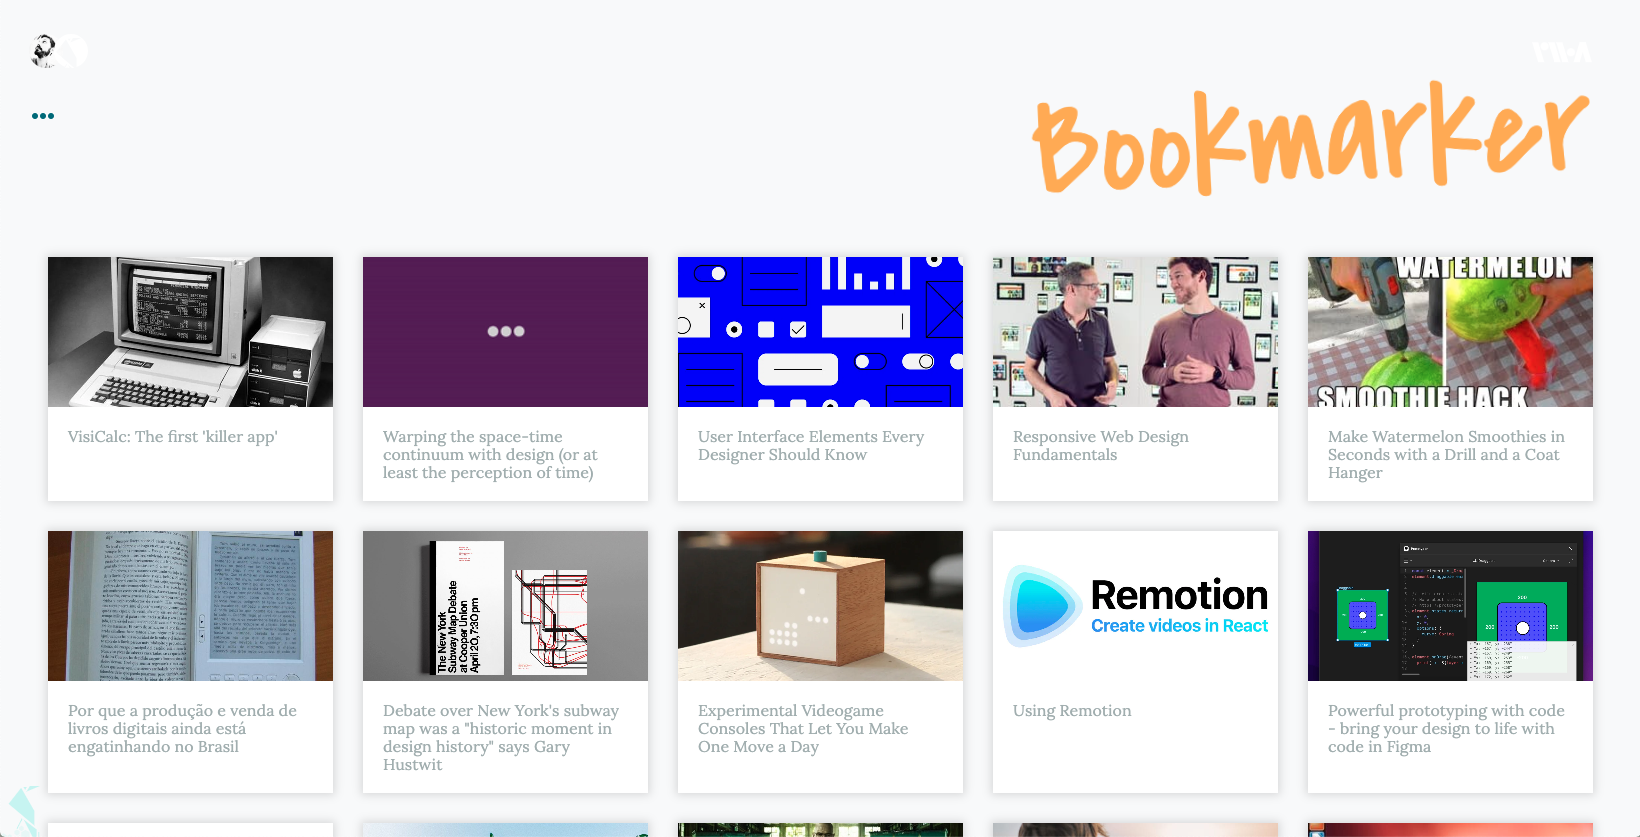 Bookmarker
WATERMELON
SMOOTHIE HACK
VisiCalc: The first 'killer app'
Warping the space-time
continuum with design (or at
least the perception of time)
User Interface Elements Every
Designer Should Know
Responsive Web Design
Fundamentals
Make Watermelon Smoothies in
Seconds with a Drill and a Coat
Hanger
The New York
Subway Map Debate
at Cooper Union
April 20, 7:30pm
Remotion
Create videos in React
200
200
200
Por que a produção e venda de
livros digitais ainda está
engatinhando no Brasil
Debate over New York's subway
map was a "historic moment in
design history" says Gary
Hustwit
Experimental Videogame
Consoles That Let You Make
One Move a Day
Using Remotion
Powerful prototyping with code
- bring your design to life with
code in Figma